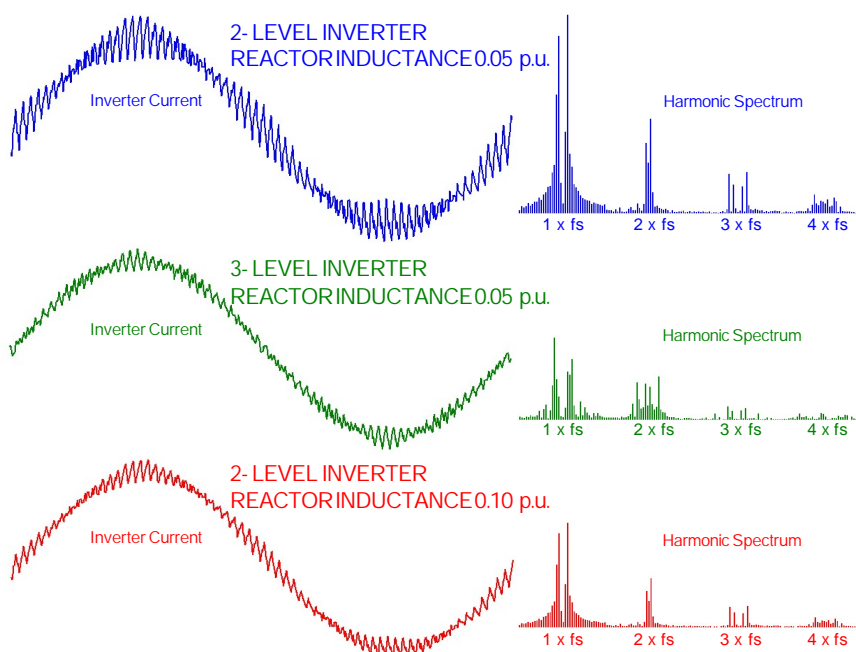 2- LEVEL INVERTER
REACTOR INDUCTANCE 0.05 p.u.
Inverter Current
Harmonic Spectrum
1 x fs 2 x fs 3 x fs 4 x fs
3- LEVEL INVERTER
REACTOR INDUCTANCE 0.05 p.u.
Inverter Current
Harmonic Spectrum
1 x fs 2 x fs 3 x fs 4 x fs
2- LEVEL INVERTER
REACTOR INDUCTANCE 0.10 p.u.
Inverter Current
Harmonic Spectrum
1 x fs 2 x fs 3 x fs 4 x fs